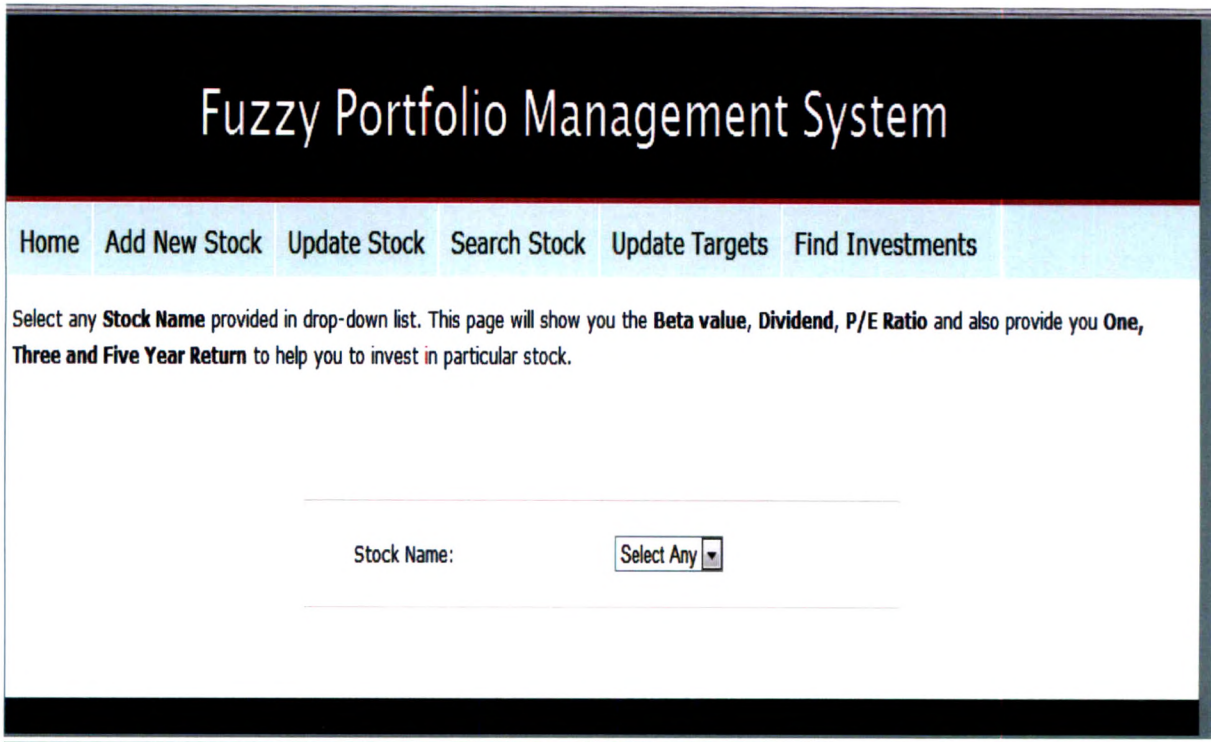 Fuzzy Portfolio Management System
Home Add New Stock Update Stock Search Stock Update Targets Find Investments
Select any Stock Name provided in drop-down list. This page will show you the Beta value, Dividend, P/E Ratio and also provide you One,
Three and Five Year Return to help you to invest in particular stock.
Stock Name: Select Any